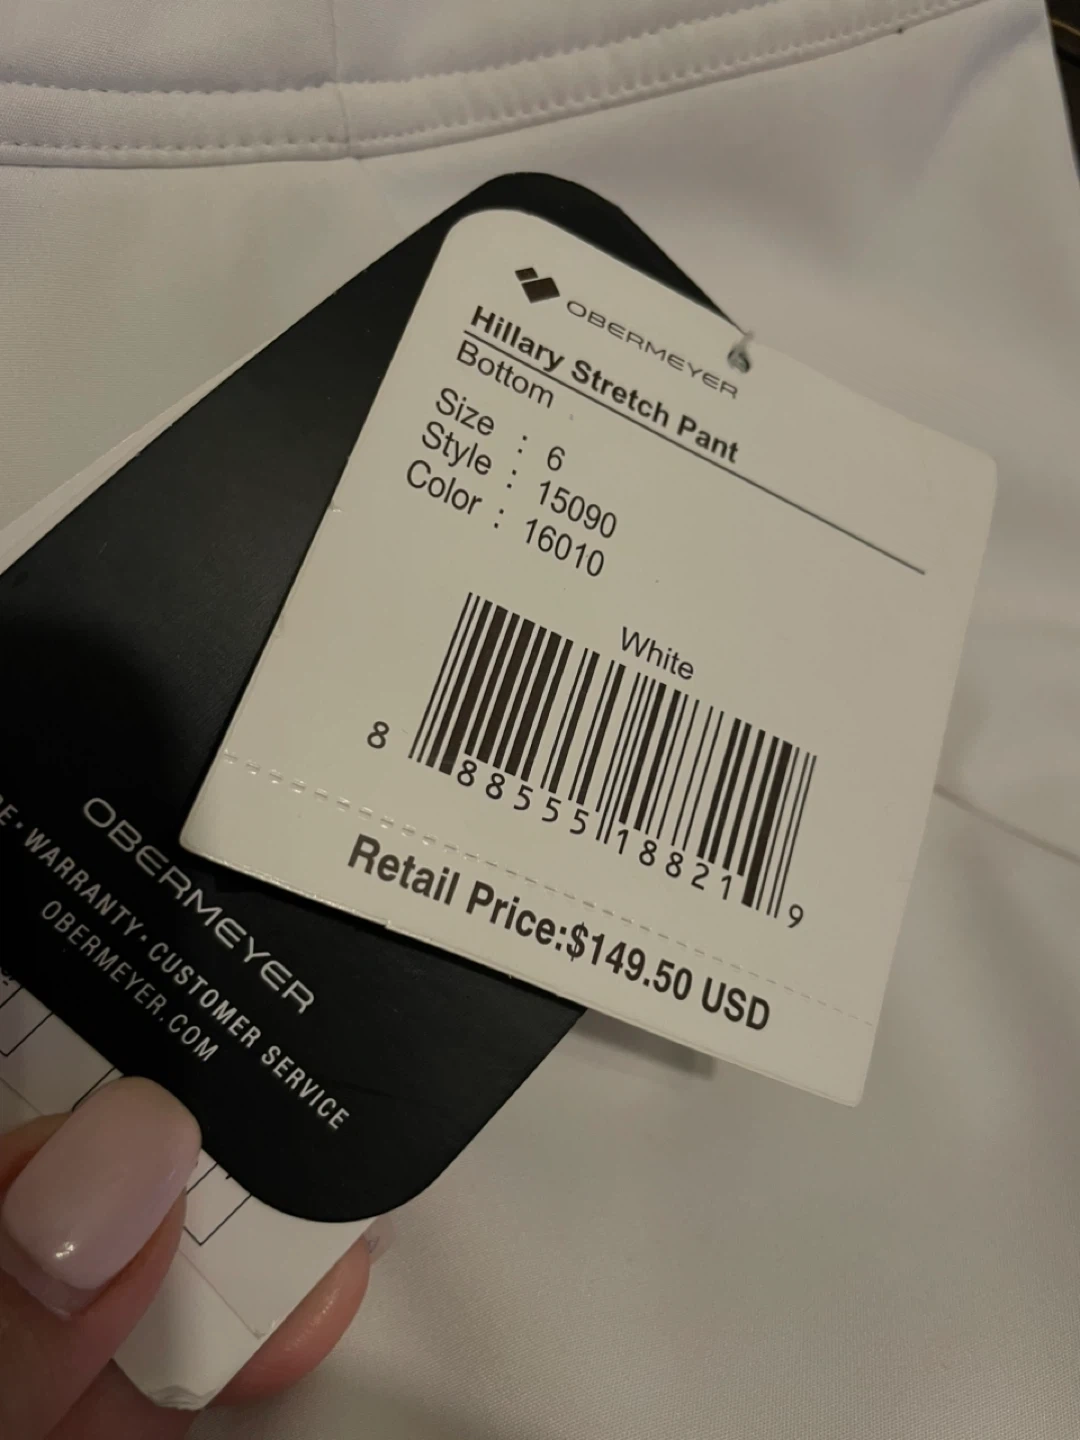 OBERMEYER
Hillary Stretch Pant
Bottom
Size : 6
Style : 15090
Color : 16010
White
8 88555 18821 9
Retail Price:$149.50 USD
OBERMEYER
WARRANTY • CUSTOMER SERVICE
OBERMEYER.COM